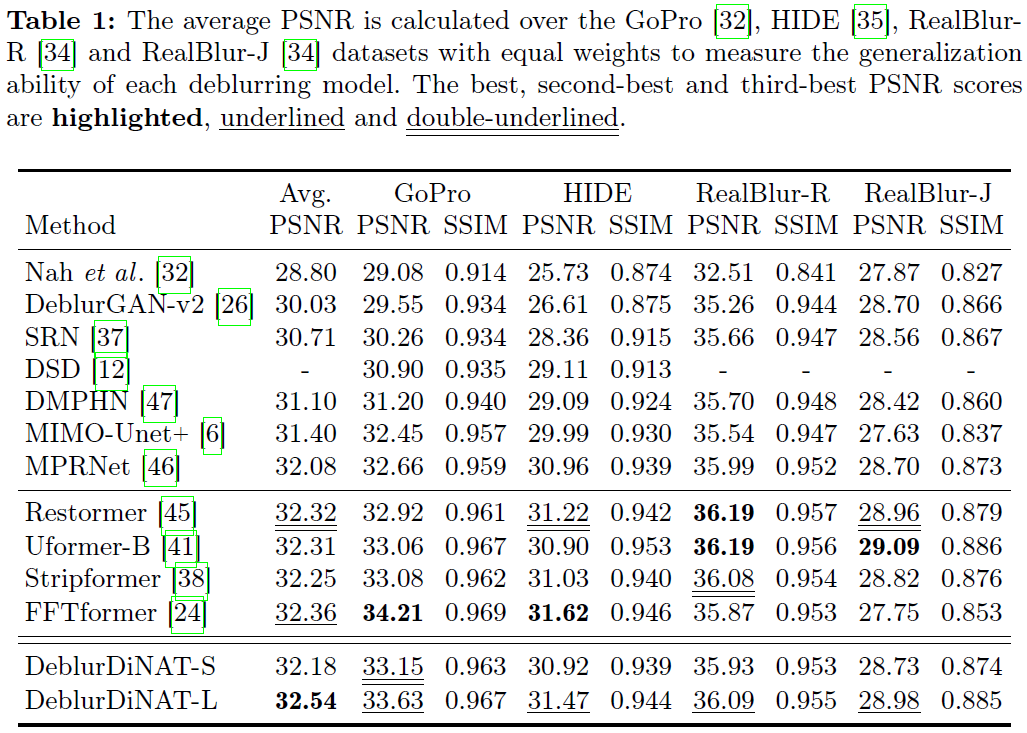 Table 1: The average PSNR is calculated over the GoPro [32], HIDE [35], RealBlur-
R [34] and RealBlur-J [34] datasets with equal weights to measure the generalization
ability of each deblurring model. The best, second-best and third-best PSNR scores
are highlighted, underlined and double-underlined.
Avg. GoPro HIDE RealBlur-R RealBlur-J
Method PSNR PSNR SSIM PSNR SSIM PSNR SSIM PSNR SSIM
Nah et al. [32] 28.80 29.08 0.914 25.73 0.874 32.51 0.841 27.87 0.827
DeblurGAN-v2 [26] 30.03 29.55 0.934 26.61 0.875 35.26 0.944 28.70 0.866
SRN [37] 30.71 30.26 0.934 28.36 0.915 35.66 0.947 28.56 0.867
DSD [12] - 30.90 0.935 29.11 0.913 - - - -
DMPHN [47] 31.10 31.20 0.940 29.09 0.924 35.70 0.948 28.42 0.860
MIMO-Unet+ [6] 31.40 32.45 0.957 29.99 0.930 35.54 0.947 27.63 0.837
MPRNet [46] 32.08 32.66 0.959 30.96 0.939 35.99 0.952 28.70 0.873
Restormer [45] 32.32 32.92 0.961 31.22 0.942 36.19 0.957 28.96 0.879
Uformer-B [41] 32.31 33.06 0.967 30.90 0.953 36.19 0.956 29.09 0.886
Stripformer [38] 32.25 33.08 0.962 31.03 0.940 36.08 0.954 28.82 0.876
FFTformer [24] 32.36 34.21 0.969 31.62 0.946 35.87 0.953 27.75 0.853
DeblurDiNAT-S 32.18 33.15 0.963 30.92 0.939 35.93 0.953 28.73 0.874
DeblurDiNAT-L 32.54 33.63 0.967 31.47 0.944 36.09 0.955 28.98 0.885